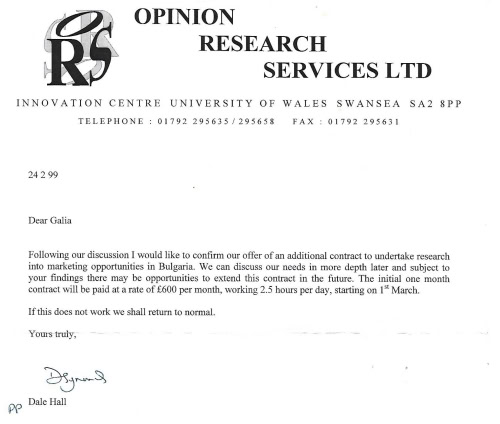 ORS
OPINION
RESEARCH
SERVICES LTD
INNOVATION CENTRE UNIVERSITY OF WALES SWANSEA SA2 8PP
TELEPHONE : 01792 295635/295658 FAX : 01792 295631
24 2 99
Dear Galia
Following our discussion I would like to confirm our offer of an additional contract to undertake research
into marketing opportunities in Bulgaria. We can discuss our needs in more depth later and subject to
your findings there may be opportunities to extend this contract in the future. The initial one month
contract will be paid at a rate of £600 per month, working 2.5 hours per day, starting on 1st March.
If this does not work we shall return to normal.
Yours truly,
pp Dale Hall